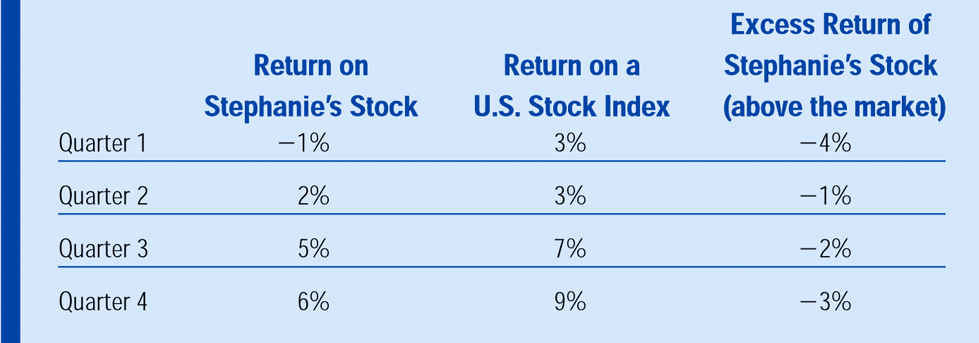 Excess Return of
Return on Return on a Stephanie's Stock
Stephanie's Stock U.S. Stock Index (above the market)
Quarter 1 −1% 3% −4%
Quarter 2 2% 3% −1%
Quarter 3 5% 7% −2%
Quarter 4 6% 9% −3%